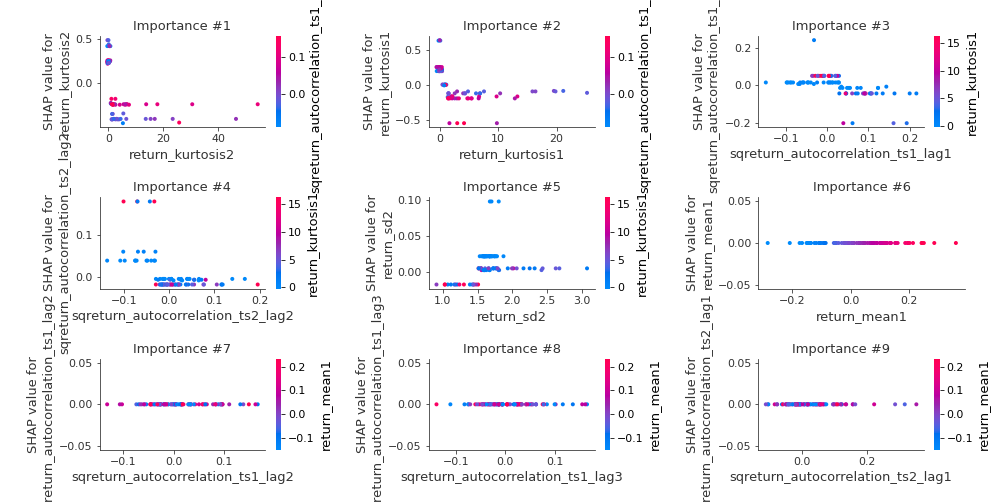 Importance #1
SHAP value for
return_kurtosis2
0.5
0.0
0
20
40
return_kurtosis2
0.1
0.0
sqreturn_autocorrelation_ts1_
Importance #2
SHAP value for
return_kurtosis1
0.5
0.0
−0.5
0
10
20
return_kurtosis1
0.1
0.0
sqreturn_autocorrelation_ts1_
Importance #3
SHAP value for
sqreturn_autocorrelation_ts1_
0.2
0.0
−0.2
−0.1
0.0
0.1
0.2
sqreturn_autocorrelation_ts1_lag1
15
10
5
0
return_kurtosis1
Importance #4
SHAP value for
sqreturn_autocorrelation_ts2_lag2
0.1
0.0
−0.1
0.0
0.1
0.2
sqreturn_autocorrelation_ts2_lag2
15
10
5
0
return_kurtosis1
Importance #5
SHAP value for
return_sd2
0.10
0.05
0.00
1.0
1.5
2.0
2.5
3.0
return_sd2
15
10
5
0
return_kurtosis1
Importance #6
SHAP value for
return_mean1
0.05
0.00
−0.05
−0.2
0.0
0.2
return_mean1
Importance #7
SHAP value for
return_autocorrelation_ts1_lag2
0.05
0.00
−0.05
−0.1
0.0
0.1
sqreturn_autocorrelation_ts1_lag2
0.2
0.1
0.0
−0.1
return_mean1
Importance #8
SHAP value for
return_autocorrelation_ts1_lag3
0.05
0.00
−0.05
−0.1
0.0
0.1
sqreturn_autocorrelation_ts1_lag3
0.2
0.1
0.0
−0.1
return_mean1
Importance #9
SHAP value for
return_autocorrelation_ts2_lag1
0.05
0.00
−0.05
0.0
0.2
sqreturn_autocorrelation_ts2_lag1
0.2
0.1
0.0
−0.1
return_mean1